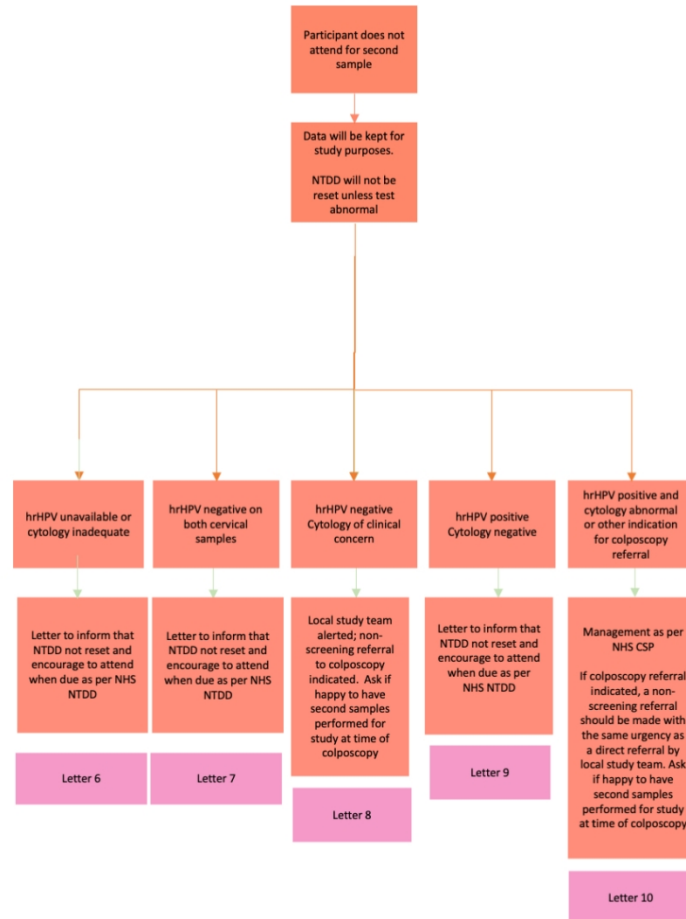 Participant does not
attend for second
sample
Data will be kept for
study purposes.
NTDD will not be
reset unless test
abnormal
hrHPV unavailable or
cytology inadequate
hrHPV negative on
both cervical
samples
hrHPV negative
Cytology of clinical
concern
hrHPV positive
Cytology negative
hrHPV positive and
cytology abnormal
or other indication
for colposcopy
referral
Letter to inform that
NTDD not reset and
encourage to attend
when due as per NHS
NTDD
Letter to inform that
NTDD not reset and
encourage to attend
when due as per NHS
NTDD
Local study team
alerted; non-
screening referral
to colposcopy
indicated. Ask if
happy to have
second samples
performed for
study at time of
colposcopy
Letter to inform that
NTDD not reset and
encourage to attend
when due as per
NHS NTDD
Management as per
NHS CSP
If colposcopy referral
indicated, a non-
screening referral
should be made with
the same urgency as
a direct referral by
local study team. Ask
if happy to have
second samples
performed for study
at time of colposcopy
Letter 6
Letter 7
Letter 8
Letter 9
Letter 10